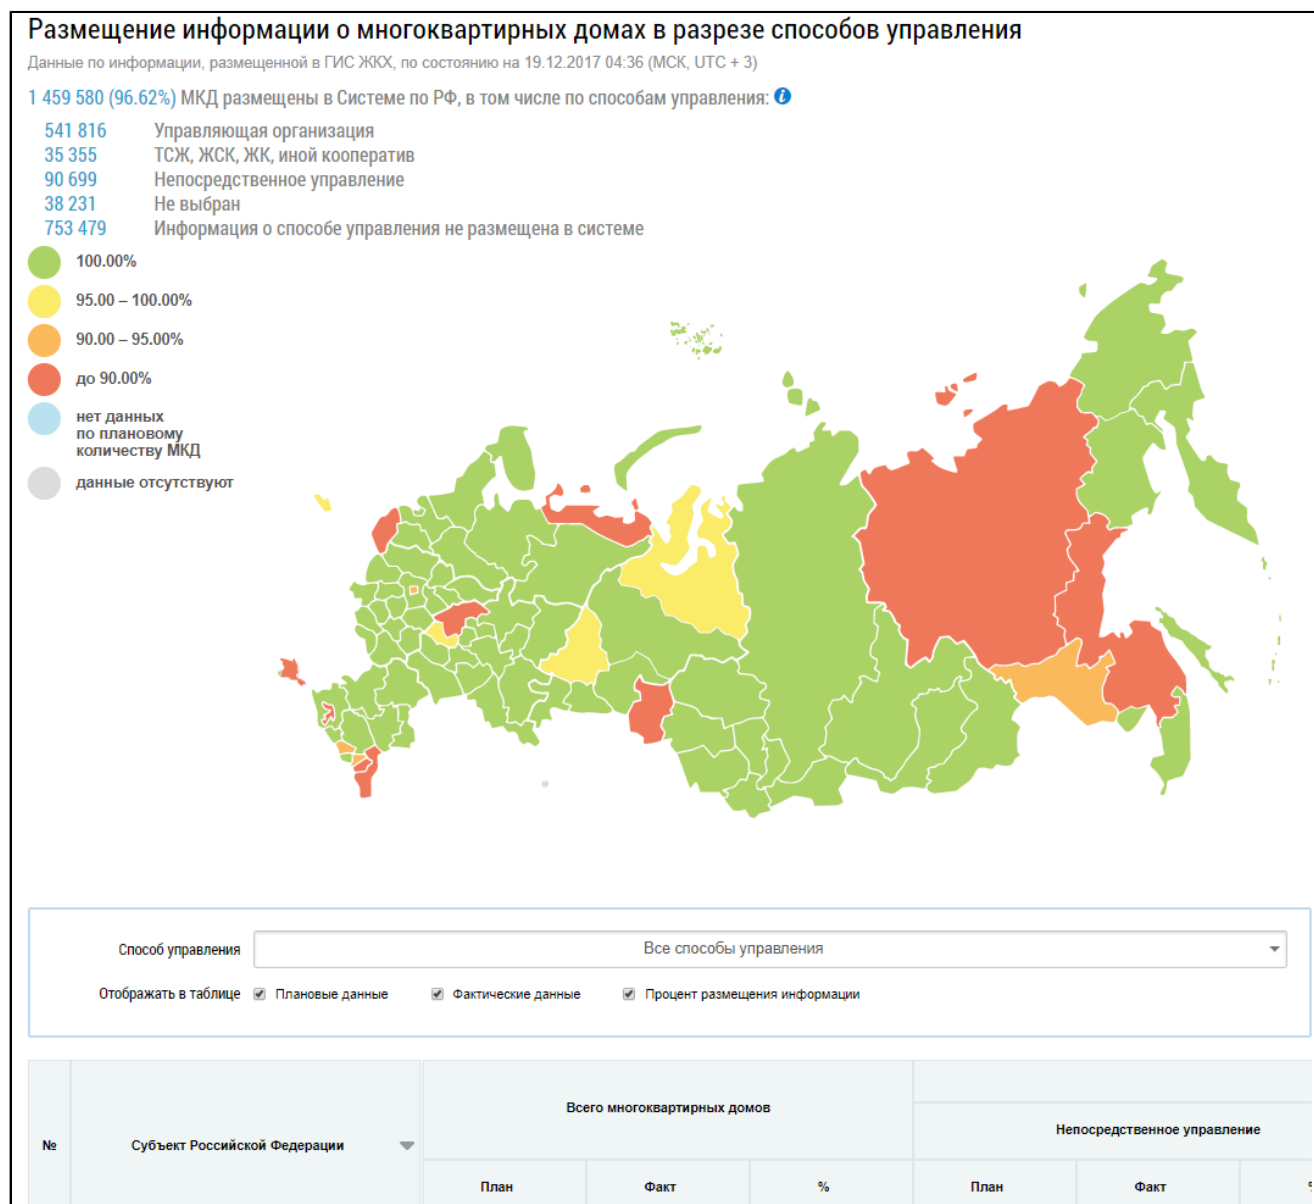 Размещение информации о многоквартирных домах в разрезе способов управления
Данные по информации, размещенной в ГИС ЖКХ, по состоянию на 19.12.2017 04:36 (МСК, UTC + 3)
1 459 580 (96.62%) МКД размещены в Системе по РФ, в том числе по способам управления: i
541 816 Управляющая организация
35 355 ТСЖ, ЖСК, ЖК, иной кооператив
90 699 Непосредственное управление
38 231 Не выбран
753 479 Информация о способе управления не размещена в системе
100.00%
95.00 – 100.00%
90.00 – 95.00%
до 90.00%
нет данных
по плановому
количеству МКД
данные отсутствуют
Способ управления Все способы управления
Отображать в таблице Плановые данные Фактические данные Процент размещения информации
Всего многоквартирных домов
Непосредственное управление
№ Субъект Российской Федерации
План Факт % План Факт